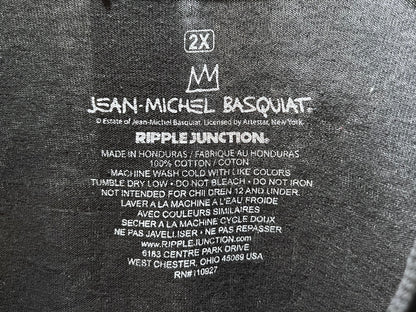 2X
JEAN-MICHEL BASQUIAT®
© Estate of Jean-Michel Basquiat. Licensed by Artestar, New York.
RIPPLE JUNCTION®
MADE IN HONDURAS / FABRIQUE AU HONDURAS
100% COTTON / COTON
MACHINE WASH COLD WITH LIKE COLORS
TUMBLE DRY LOW • DO NOT BLEACH • DO NOT IRON
NOT INTENDED FOR CHILDREN 12 AND UNDER.
LAVER A LA MACHINE A L'EAU FROIDE
AVEC COULEURS SIMILAIRES
SECHER A LA MACHINE CYCLE DOUX
NE PAS JAVELLISER • NE PAS REPASSER
www.RIPPLEJUNCTION.com
6183 CENTRE PARK DRIVE
WEST CHESTER, OHIO 45069 USA
RN#110927